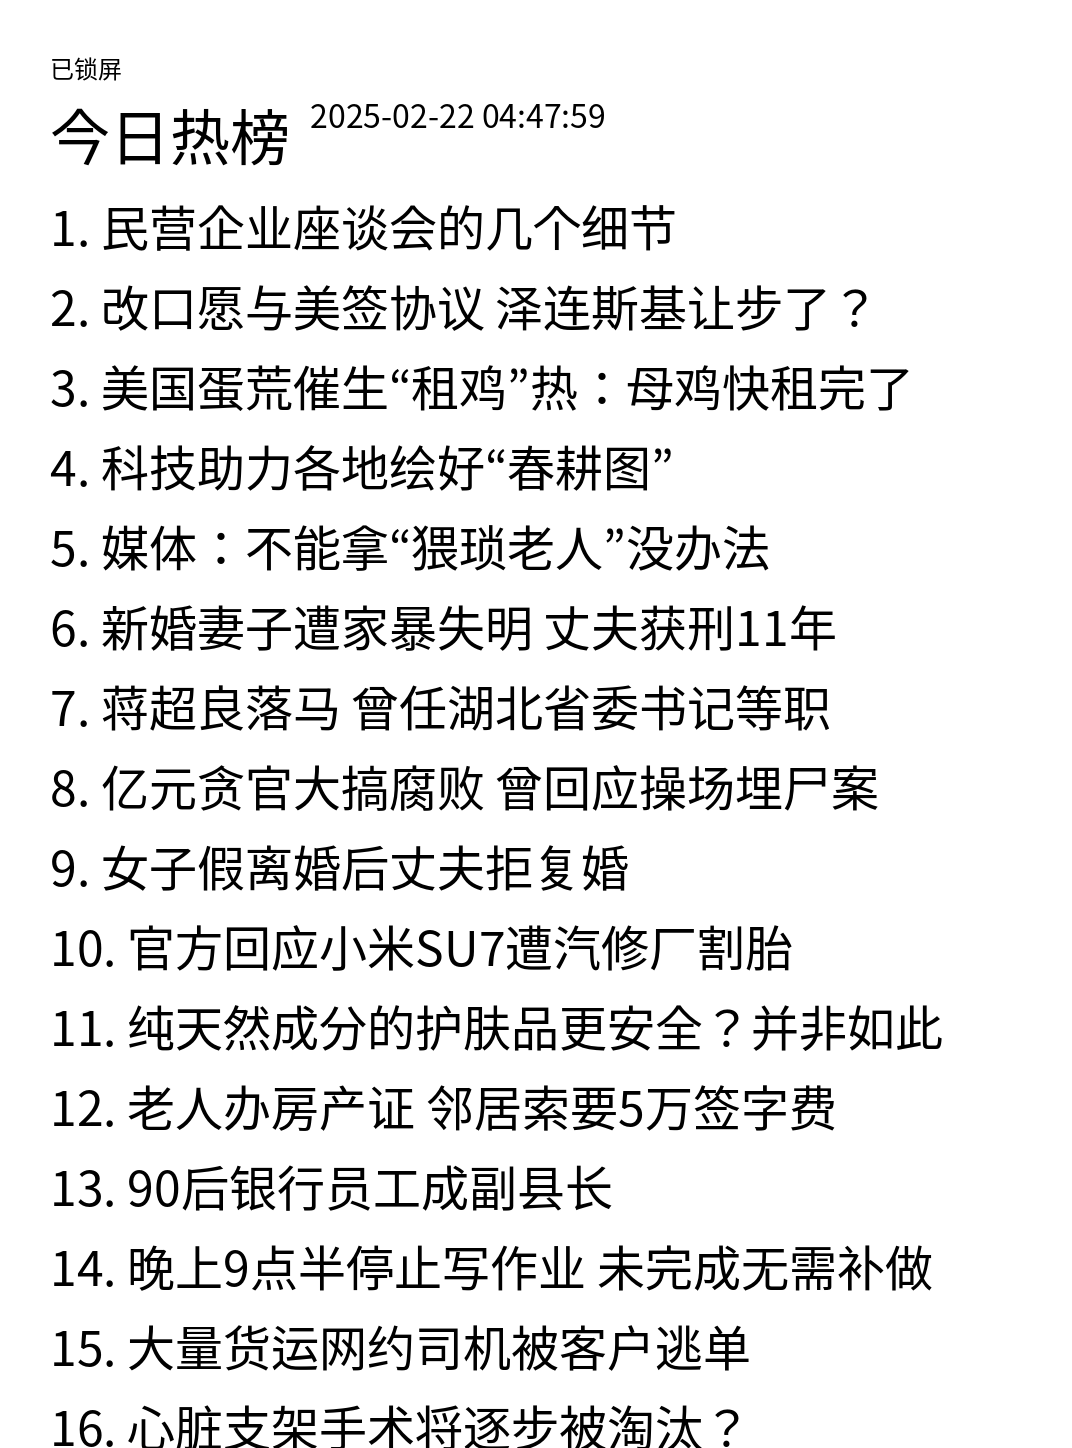 已锁屏
今日热榜 2025-02-22 04:47:59
1. 民营企业座谈会的几个细节
2. 改口愿与美签协议 泽连斯基让步了？
3. 美国蛋荒催生“租鸡”热：母鸡快租完了
4. 科技助力各地绘好“春耕图”
5. 媒体：不能拿“猥琐老人”没办法
6. 新婚妻子遭家暴失明 丈夫获刑11年
7. 蒋超良落马 曾任湖北省委书记等职
8. 亿元贪官大搞腐败 曾回应操场埋尸案
9. 女子假离婚后丈夫拒复婚
10. 官方回应小米SU7遭汽修厂割胎
11. 纯天然成分的护肤品更安全？并非如此
12. 老人办房产证 邻居索要5万签字费
13. 90后银行员工成副县长
14. 晚上9点半停止写作业 未完成无需补做
15. 大量货运网约司机被客户逃单
16. 心脏支架手术将逐步被淘汰？